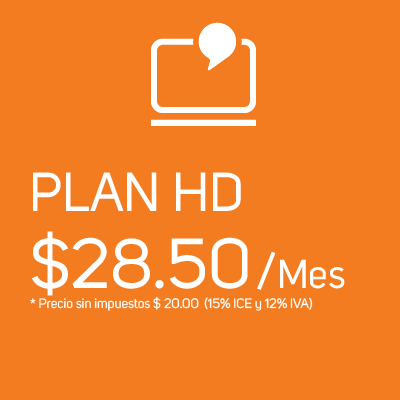 PLAN HD
$28.50/Mes
* Precio sin impuestos $ 20.00 (15% ICE y 12% IVA)